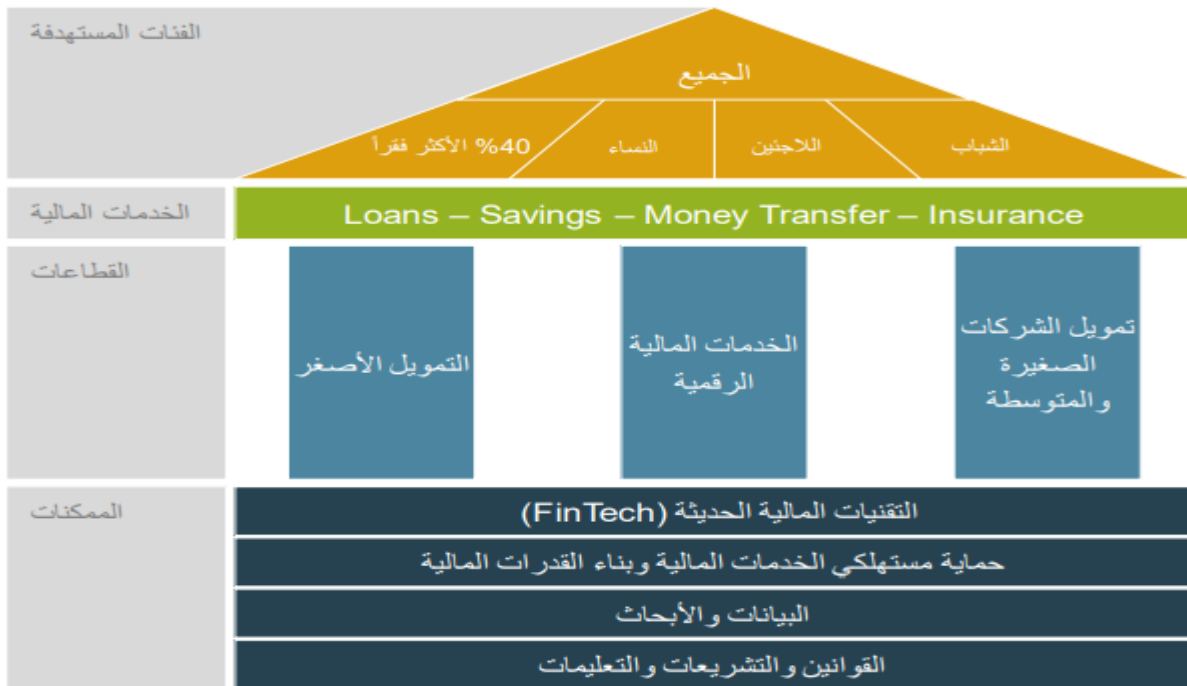 الفئات المستهدفة
الجميع
الشباب
اللاجئين
النساء
40% الأكثر فقراً
الخدمات المالية
Loans – Savings – Money Transfer – Insurance
القطاعات
تمويل الشركات
الصغيرة
والمتوسطة
الخدمات المالية
الرقمية
التمويل الأصغر
الممكنات
التقنيات المالية الحديثة (FinTech)
حماية مستهلكي الخدمات المالية وبناء القدرات المالية
البيانات والأبحاث
القوانين والتشريعات والتعليمات